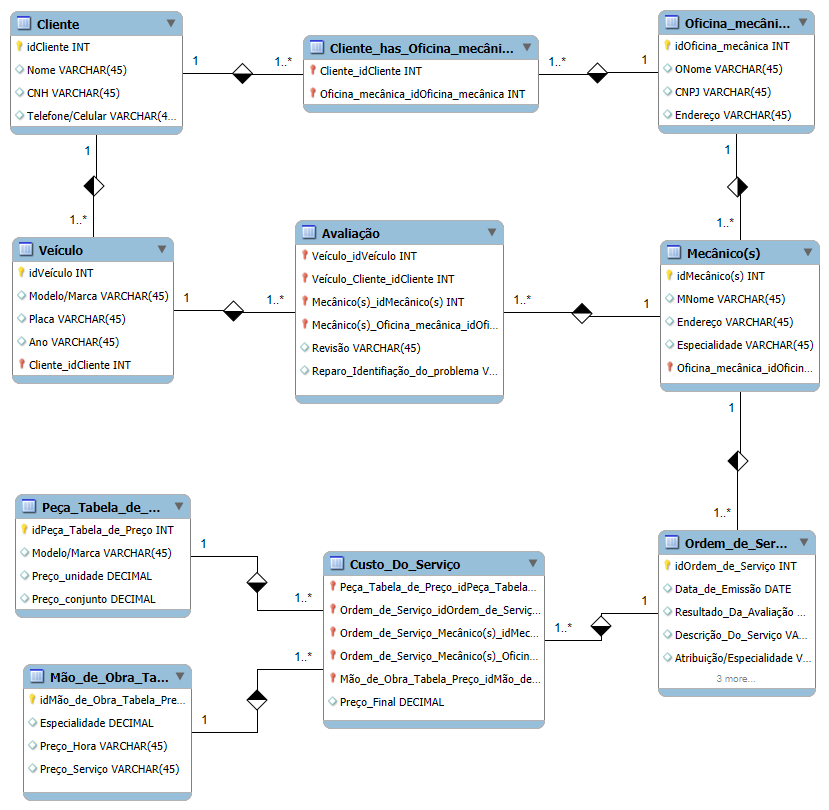 Cliente
idCliente INT
Nome VARCHAR(45)
CNH VARCHAR(45)
Telefone/Celular VARCHAR(4...
1
1..*
Cliente_has_Oficina_mecâni...
Cliente_idCliente INT
Oficina_mecânica_idOficina_mecânica INT
1..*
1
Oficina_mecâni...
idOficina_mecânica INT
ONome VARCHAR(45)
CNPJ VARCHAR(45)
Endereço VARCHAR(45)
1
1..*
1
1..*
Veículo
idVeículo INT
Modelo/Marca VARCHAR(45)
Placa VARCHAR(45)
Ano VARCHAR(45)
Cliente_idCliente INT
1
1..*
Avaliação
Veículo_idVeículo INT
Veículo_Cliente_idCliente INT
Mecânico(s)_idMecânico(s) INT
Mecânico(s)_Oficina_mecânica_idOfi...
Revisão VARCHAR(45)
Reparo_Identifiação_do_problema V...
1..*
1
Mecânico(s)
idMecânico(s) INT
MNome VARCHAR(45)
Endereço VARCHAR(45)
Especialidade VARCHAR(45)
Oficina_mecânica_idOficin...
1
1..*
Peça_Tabela_de_...
idPeça_Tabela_de_Preço INT
Modelo/Marca VARCHAR(45)
Preço_unidade DECIMAL
Preço_conjunto DECIMAL
1
1..*
Custo_Do_Serviço
Peça_Tabela_de_Preço_idPeça_Tabela...
Ordem_de_Serviço_idOrdem_de_Serviç...
Ordem_de_Serviço_Mecânico(s)_idMec...
Ordem_de_Serviço_Mecânico(s)_Oficin...
Mão_de_Obra_Tabela_Preço_idMão_de...
Preço_Final DECIMAL
1..*
1
Ordem_de_Ser...
idOrdem_de_Serviço INT
Data_de_Emissão DATE
Resultado_Da_Avaliação ...
Descrição_Do_Serviço VA...
Atribuição/Especialidade V...
3 more...
1..*
1
Mão_de_Obra_Ta...
idMão_de_Obra_Tabela_Pre...
Especialidade DECIMAL
Preço_Hora VARCHAR(45)
Preço_Serviço VARCHAR(45)